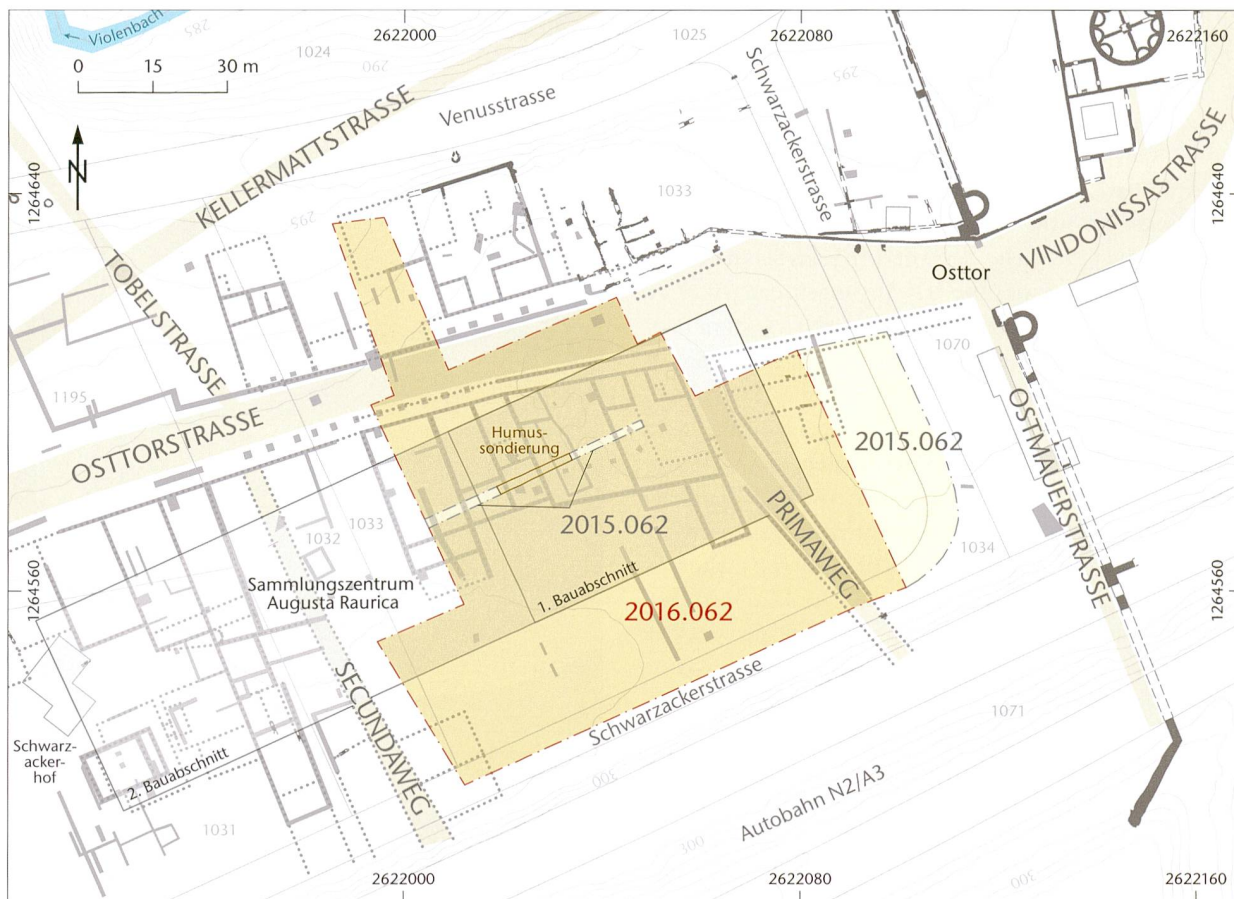 Violenbach
285
1024
290
2622000
1025
2622080
2622160
0 15 30 m
Venusstrasse
Schwarzackerstrasse
295
N
1264640
KELLERMATTSTRASSE
1033
1264640
295
TOBELSTRASSE
Osttor
VINDONISSASTRASSE
1195
1070
OSTTORSTRASSE
Humus-
sondierung
2015.062
OSTMAUERSTRASSE
2015.062
PRIMAWEG
1033
1032
1034
Sammlungszentrum
Augusta Raurica
1264560
1. Bauabschnitt
2016.062
1264560
SECUNDAWEG
Schwarzackerstrasse
1071
Schwarz-
acker-
hof
2. Bauabschnitt
300
1031
Autobahn N2/A3
300
300
2622000
2622080
2622160